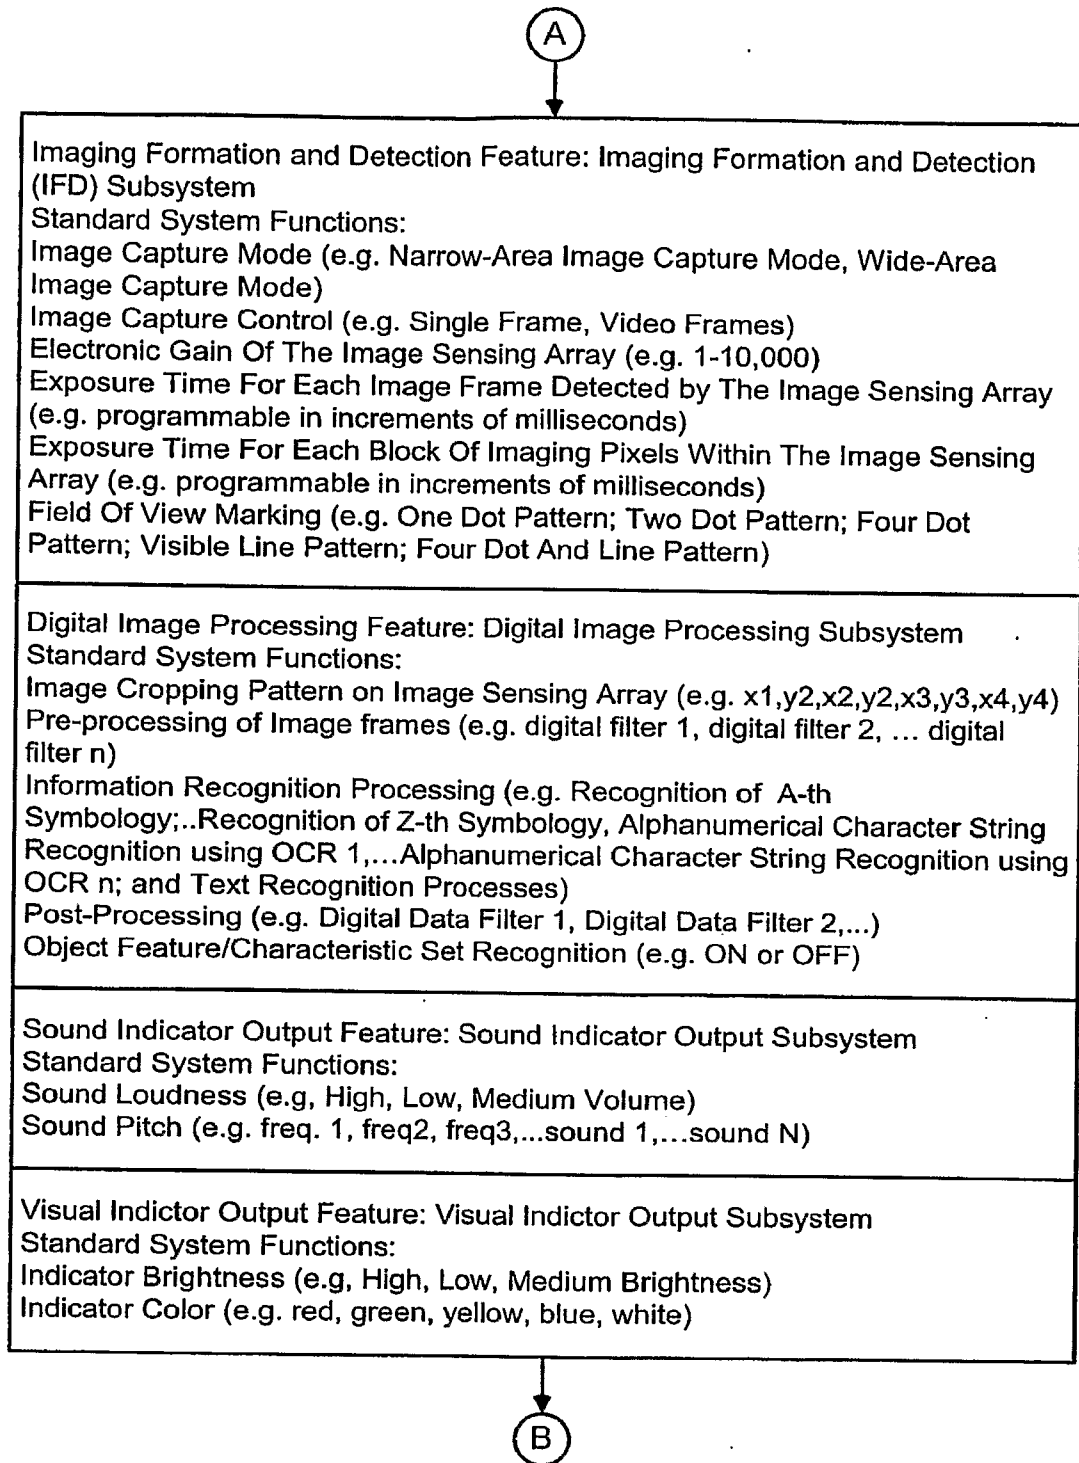 A
Imaging Formation and Detection Feature: Imaging Formation and Detection
(IFD) Subsystem
Standard System Functions:
Image Capture Mode (e.g. Narrow-Area Image Capture Mode, Wide-Area
Image Capture Mode)
Image Capture Control (e.g. Single Frame, Video Frames)
Electronic Gain Of The Image Sensing Array (e.g. 1-10,000)
Exposure Time For Each Image Frame Detected by The Image Sensing Array
(e.g. programmable in increments of milliseconds)
Exposure Time For Each Block Of Imaging Pixels Within The Image Sensing
Array (e.g. programmable in increments of milliseconds)
Field Of View Marking (e.g. One Dot Pattern; Two Dot Pattern; Four Dot
Pattern; Visible Line Pattern; Four Dot And Line Pattern)
Digital Image Processing Feature: Digital Image Processing Subsystem
Standard System Functions:
Image Cropping Pattern on Image Sensing Array (e.g. x1,y2,x2,y2,x3,y3,x4,y4)
Pre-processing of Image frames (e.g. digital filter 1, digital filter 2, ... digital
filter n)
Information Recognition Processing (e.g. Recognition of A-th
Symbology;..Recognition of Z-th Symbology, Alphanumerical Character String
Recognition using OCR 1,...Alphanumerical Character String Recognition using
OCR n; and Text Recognition Processes)
Post-Processing (e.g. Digital Data Filter 1, Digital Data Filter 2,...)
Object Feature/Characteristic Set Recognition (e.g. ON or OFF)
Sound Indicator Output Feature: Sound Indicator Output Subsystem
Standard System Functions:
Sound Loudness (e.g, High, Low, Medium Volume)
Sound Pitch (e.g. freq. 1, freq2, freq3,...sound 1,...sound N)
Visual Indictor Output Feature: Visual Indictor Output Subsystem
Standard System Functions:
Indicator Brightness (e.g, High, Low, Medium Brightness)
Indicator Color (e.g. red, green, yellow, blue, white)
B